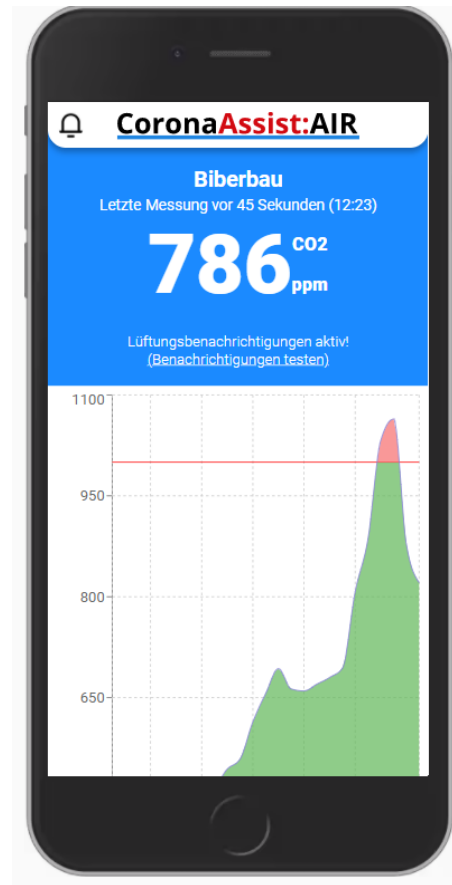 CoronaAssist:AIR
Biberbau
Letzte Messung vor 45 Sekunden (12:23)
786 CO2 ppm
Lüftungsbenachrichtigungen aktiv!
(Benachrichtigungen testen)
1100
950
800
650